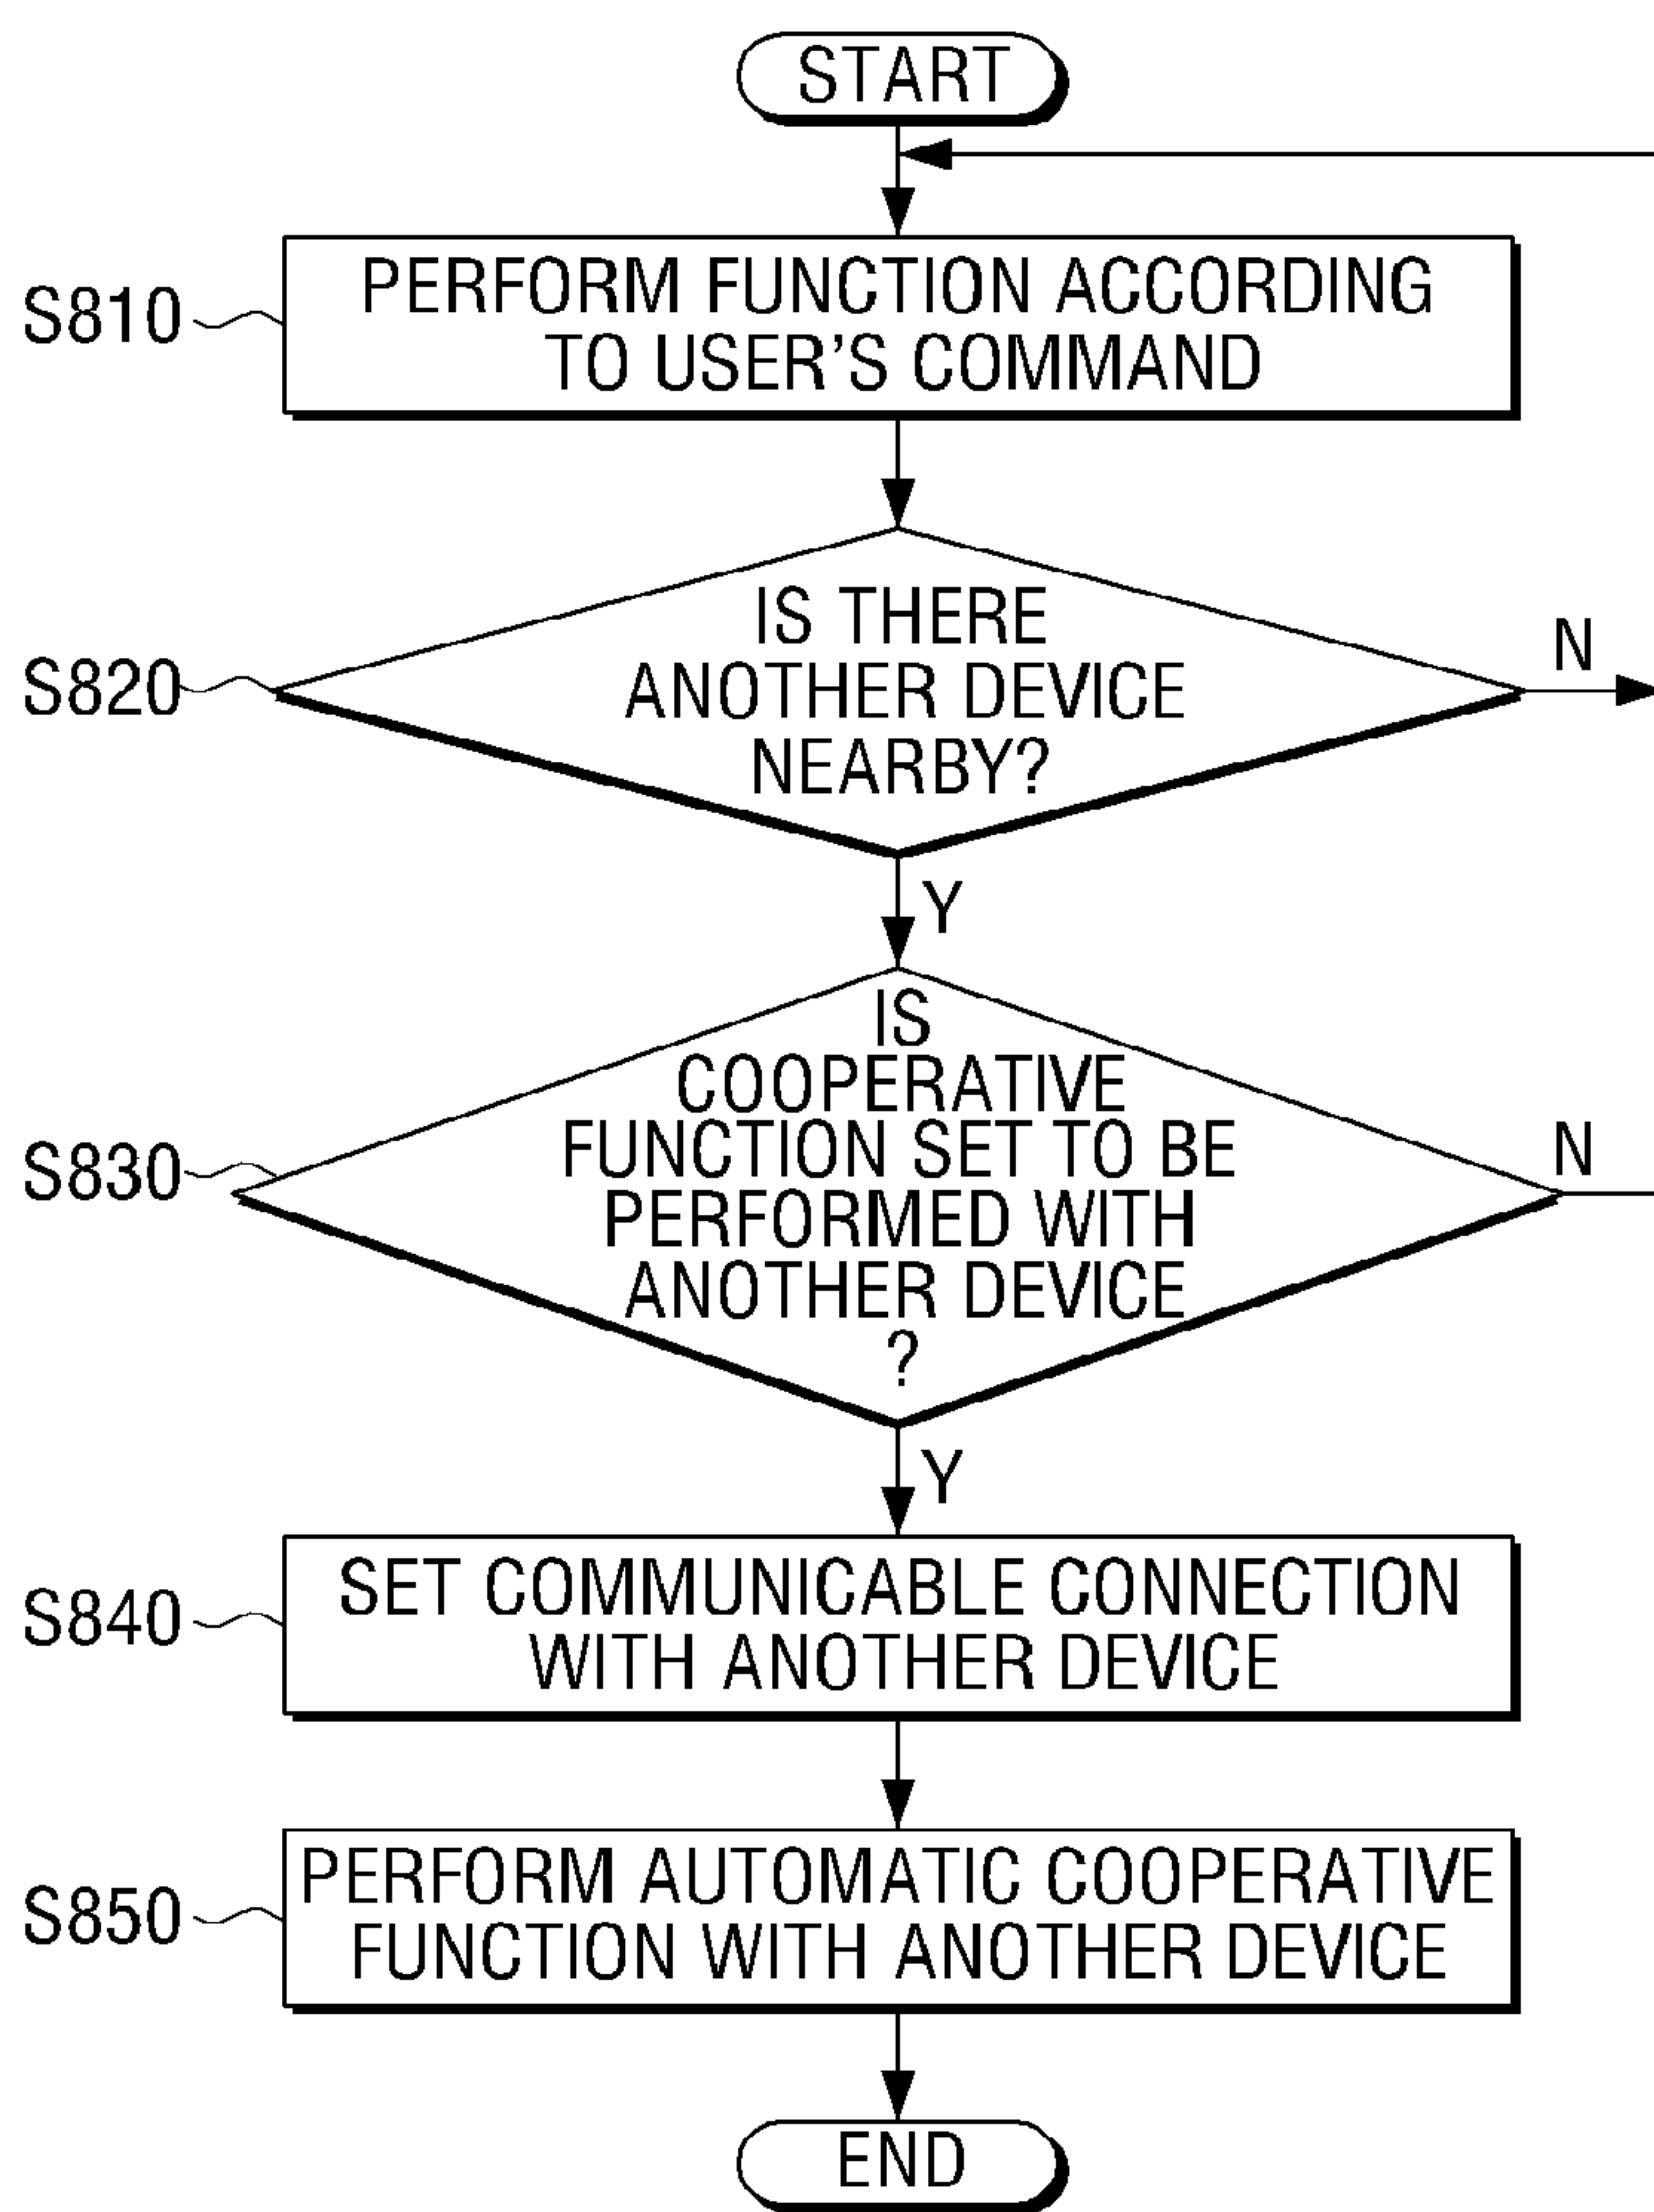 START
S810
PERFORM FUNCTION ACCORDING
TO USER'S COMMAND
S820
IS THERE
ANOTHER DEVICE
NEARBY?
N
Y
S830
IS
COOPERATIVE
FUNCTION SET TO BE
PERFORMED WITH
ANOTHER DEVICE
?
N
Y
S840
SET COMMUNICABLE CONNECTION
WITH ANOTHER DEVICE
S850
PERFORM AUTOMATIC COOPERATIVE
FUNCTION WITH ANOTHER DEVICE
END